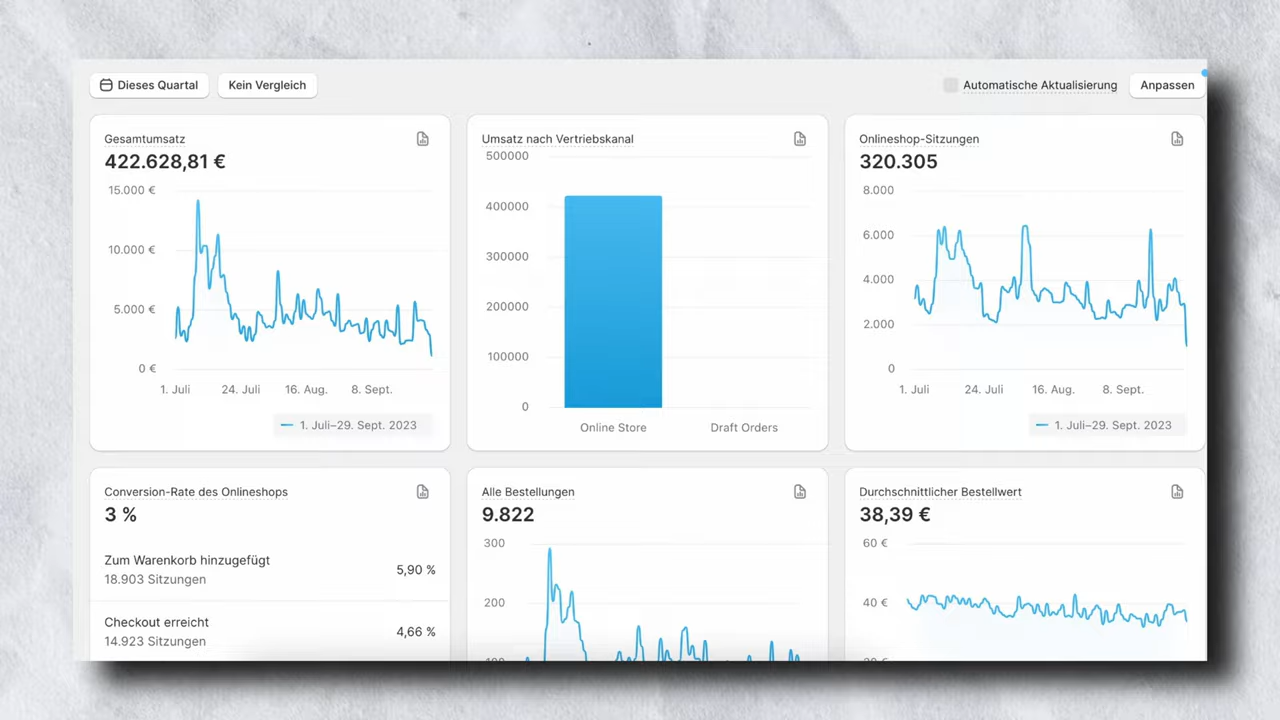 Dieses Quartal
Kein Vergleich
Automatische Aktualisierung
Anpassen
Gesamtumsatz
422.628,81 €
15.000 €
10.000 €
5.000 €
0 €
1. Juli
24. Juli
16. Aug.
8. Sept.
1. Juli–29. Sept. 2023
Umsatz nach Vertriebskanal
500000
400000
300000
200000
100000
0
Online Store
Draft Orders
Onlineshop-Sitzungen
320.305
8.000
6.000
4.000
2.000
0
1. Juli
24. Juli
16. Aug.
8. Sept.
1. Juli–29. Sept. 2023
Conversion-Rate des Onlineshops
3 %
Zum Warenkorb hinzugefügt
18.903 Sitzungen
5,90 %
Checkout erreicht
14.923 Sitzungen
4,66 %
Alle Bestellungen
9.822
300
200
100
Durchschnittlicher Bestellwert
38,39 €
60 €
40 €